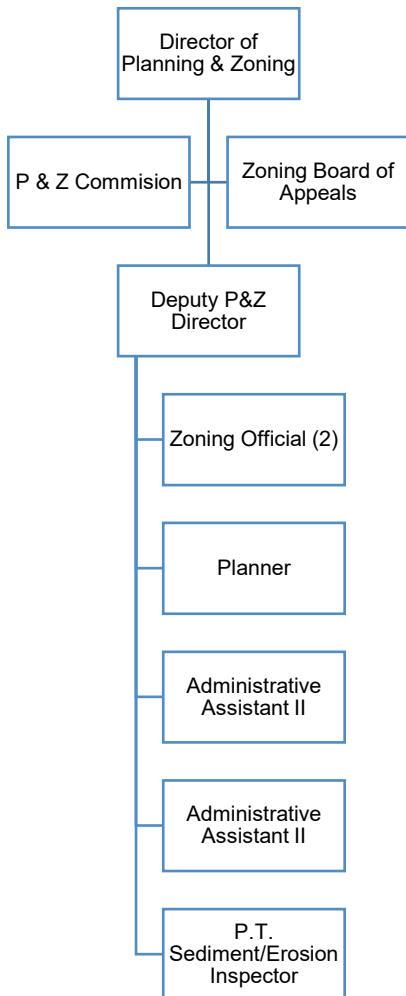 Director of
Planning & Zoning
P & Z Commision
Zoning Board of
Appeals
Deputy P&Z
Director
Zoning Official (2)
Planner
Administrative
Assistant II
Administrative
Assistant II
P.T.
Sediment/Erosion
Inspector